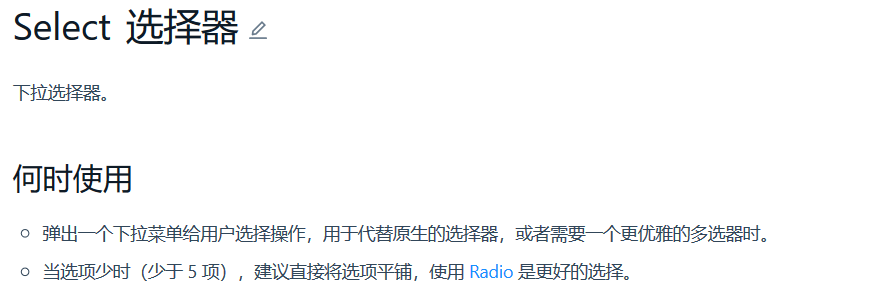 Select 选择器
下拉选择器。
何时使用
弹出一个下拉菜单给用户选择操作，用于代替原生的选择器，或者需要一个更优雅的多选器时。
当选项少时（少于 5 项），建议直接将选项平铺，使用 Radio 是更好的选择。